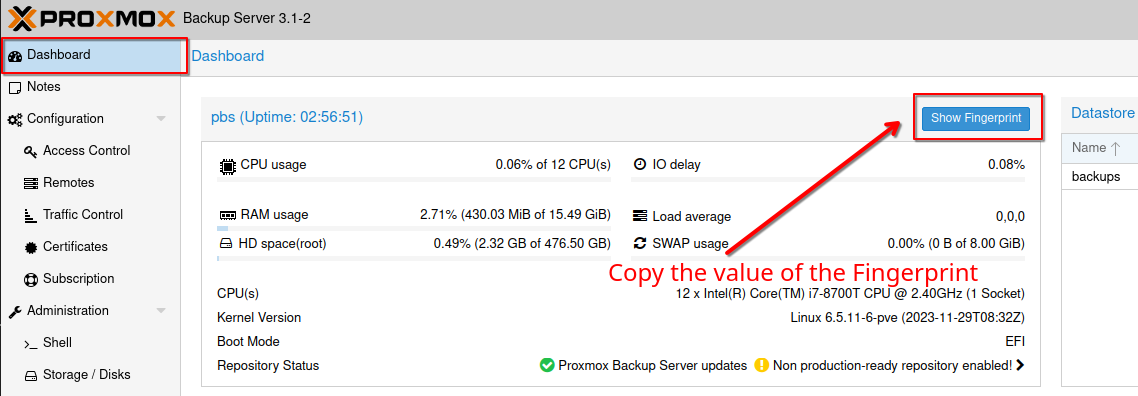 PROXMOX Backup Server 3.1-2
Dashboard
Notes
Configuration
Access Control
Remotes
Traffic Control
Certificates
Subscription
Administration
Shell
Storage / Disks
Dashboard
pbs (Uptime: 02:56:51)
Show Fingerprint
CPU usage 0.06% of 12 CPU(s)
IO delay 0.08%
RAM usage 2.71% (430.03 MiB of 15.49 GiB)
Load average 0,0,0
HD space(root) 0.49% (2.32 GB of 476.50 GB)
SWAP usage 0.00% (0 B of 8.00 GiB)
Copy the value of the Fingerprint
CPU(s) 12 x Intel(R) Core(TM) i7-8700T CPU @ 2.40GHz (1 Socket)
Kernel Version Linux 6.5.11-6-pve (2023-11-29T08:32Z)
Boot Mode EFI
Repository Status Proxmox Backup Server updates Non production-ready repository enabled!
Datastore
Name
backups